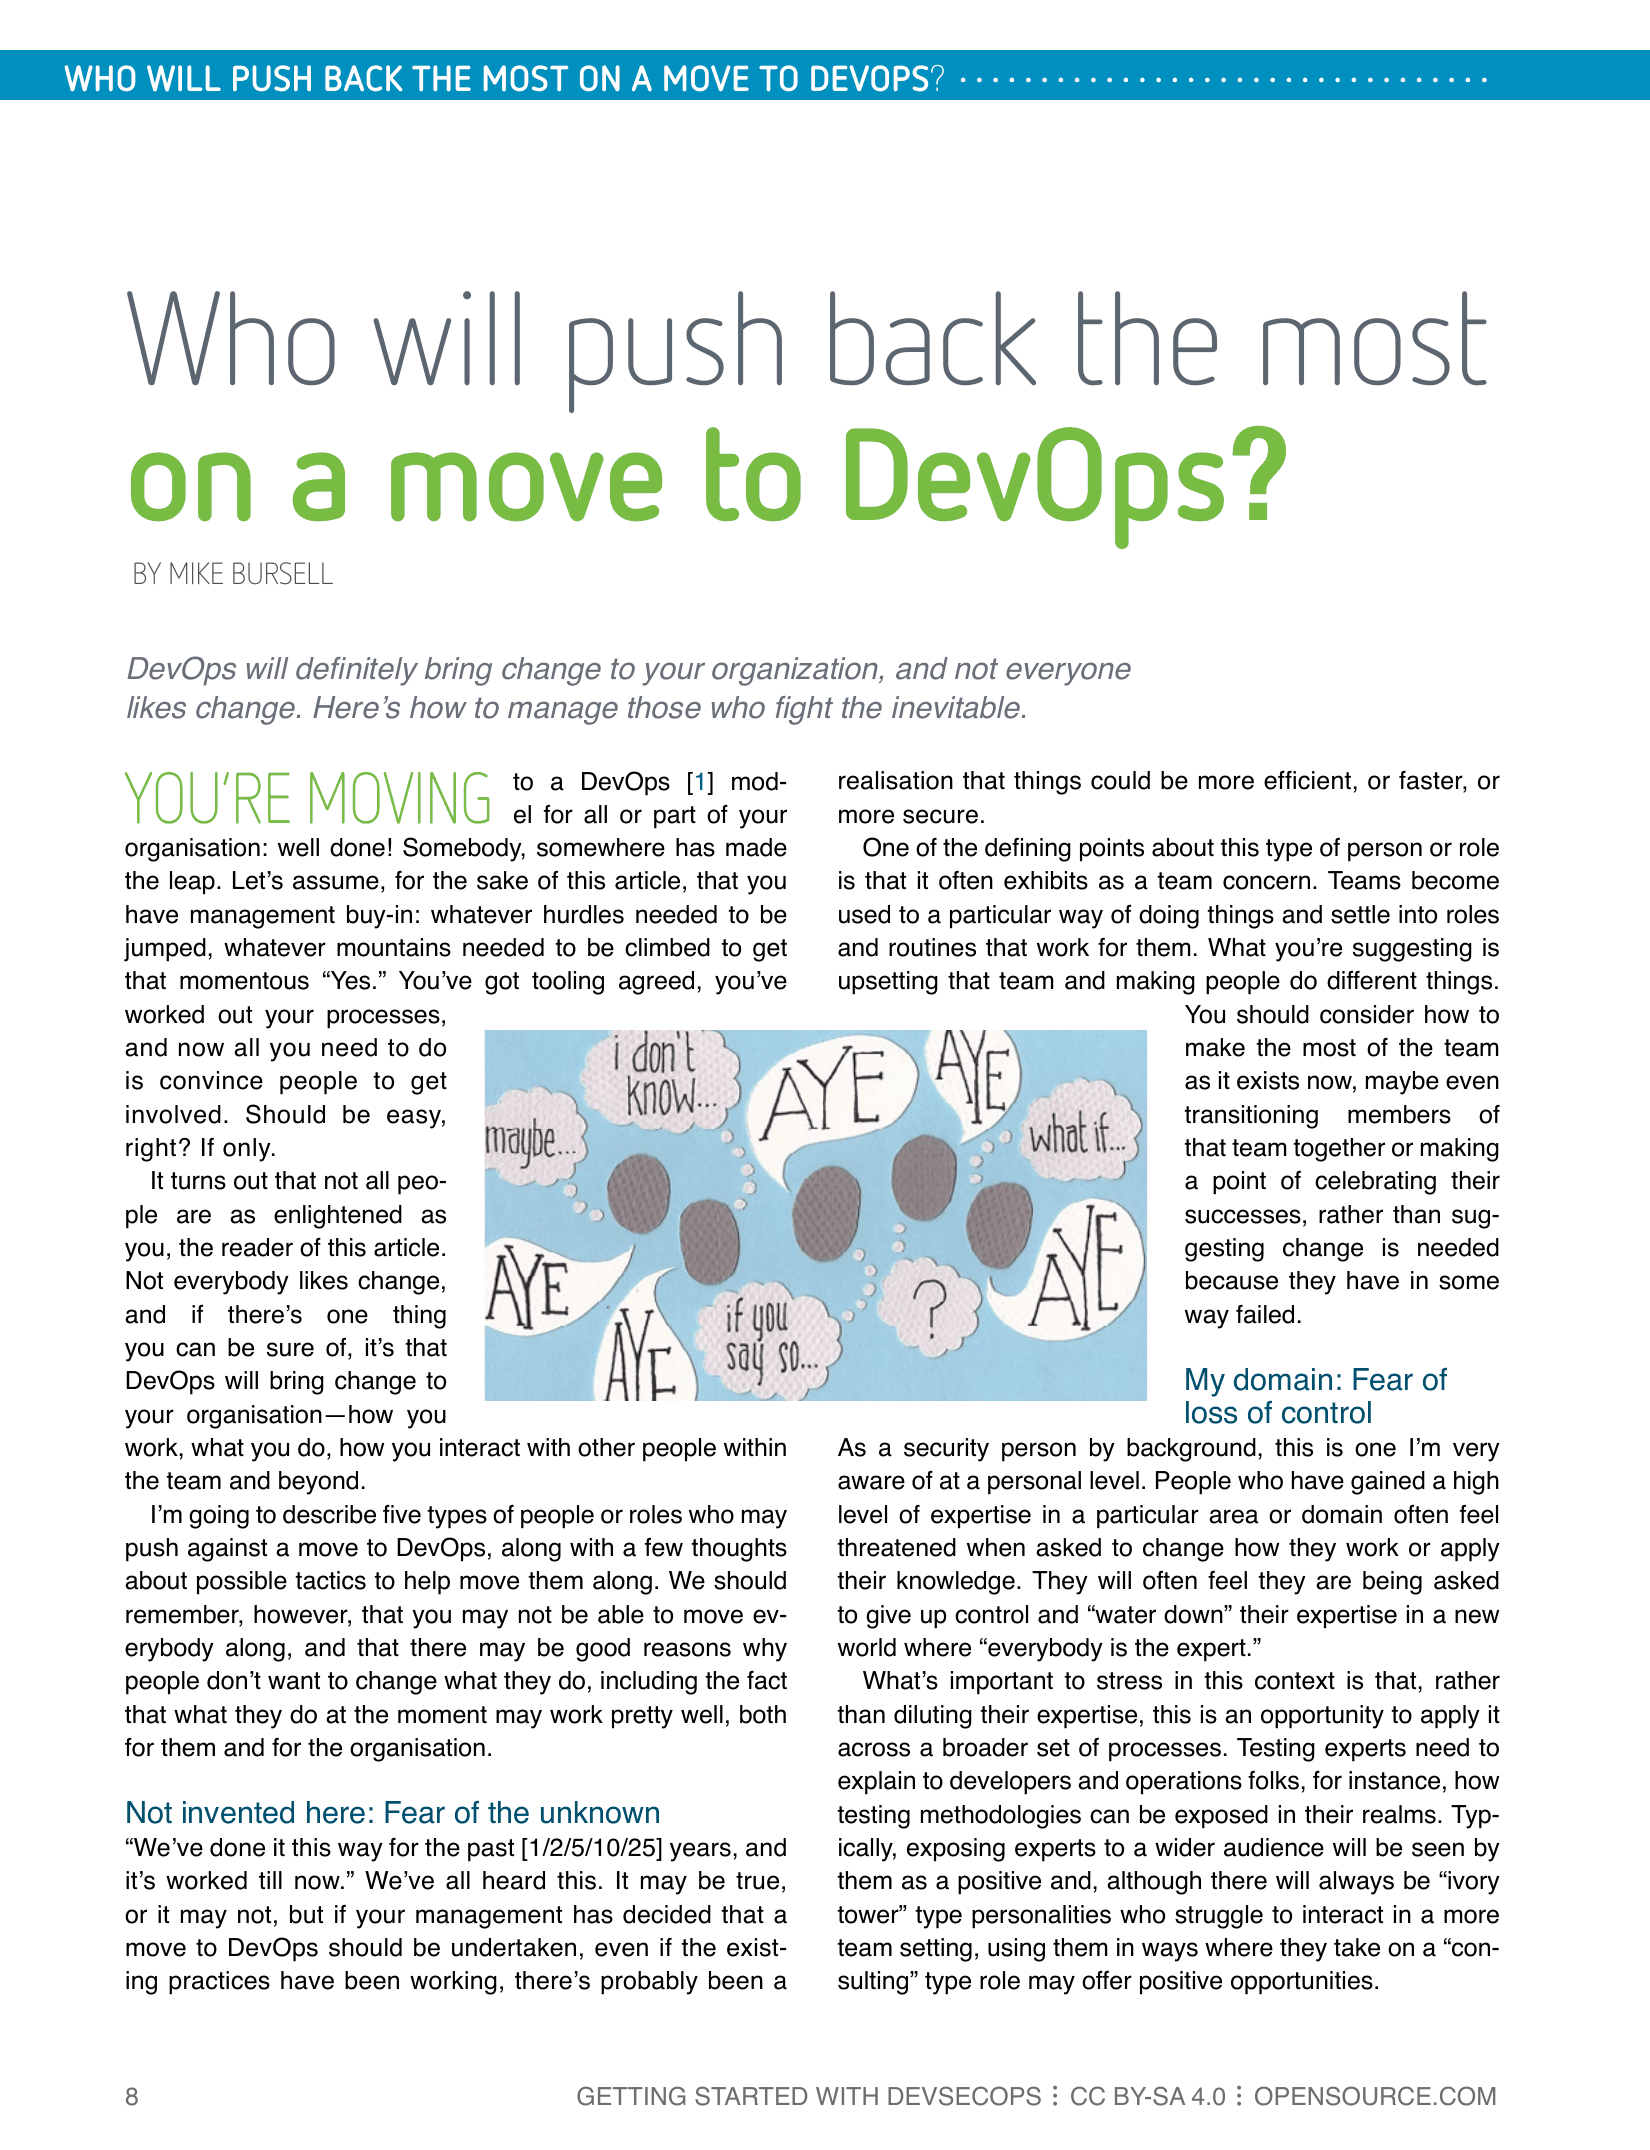 WHO WILL PUSH BACK THE MOST ON A MOVE TO DEVOPS?
Who will push back the most
on a move to DevOps?
BY MIKE BURSELL
DevOps will definitely bring change to your organization, and not everyone
likes change. Here’s how to manage those who fight the inevitable.
YOU’RE MOVING to a DevOps [1] mod-
el for all or part of your
organisation: well done! Somebody, somewhere has made
the leap. Let’s assume, for the sake of this article, that you
have management buy-in: whatever hurdles needed to be
jumped, whatever mountains needed to be climbed to get
that momentous “Yes.” You’ve got tooling agreed, you’ve
worked out your processes,
and now all you need to do
is convince people to get
involved. Should be easy,
right? If only.
It turns out that not all peo-
ple are as enlightened as
you, the reader of this article.
Not everybody likes change,
and if there’s one thing
you can be sure of, it’s that
DevOps will bring change to
your organisation—how you
work, what you do, how you interact with other people within
the team and beyond.
I’m going to describe five types of people or roles who may
push against a move to DevOps, along with a few thoughts
about possible tactics to help move them along. We should
remember, however, that you may not be able to move ev-
erybody along, and that there may be good reasons why
people don’t want to change what they do, including the fact
that what they do at the moment may work pretty well, both
for them and for the organisation.
Not invented here: Fear of the unknown
“We’ve done it this way for the past [1/2/5/10/25] years, and
it’s worked till now.” We’ve all heard this. It may be true,
or it may not, but if your management has decided that a
move to DevOps should be undertaken, even if the exist-
ing practices have been working, there’s probably been a
i don't
know...
AYE
AYE
maybe...
what if...
AYE
AYE
if you
say so...
?
AYE
realisation that things could be more efficient, or faster, or
more secure.
One of the defining points about this type of person or role
is that it often exhibits as a team concern. Teams become
used to a particular way of doing things and settle into roles
and routines that work for them. What you’re suggesting is
upsetting that team and making people do different things.
You should consider how to
make the most of the team
as it exists now, maybe even
transitioning members of
that team together or making
a point of celebrating their
successes, rather than sug-
gesting change is needed
because they have in some
way failed.
My domain: Fear of
loss of control
As a security person by background, this is one I’m very
aware of at a personal level. People who have gained a high
level of expertise in a particular area or domain often feel
threatened when asked to change how they work or apply
their knowledge. They will often feel they are being asked
to give up control and “water down” their expertise in a new
world where “everybody is the expert.”
What’s important to stress in this context is that, rather
than diluting their expertise, this is an opportunity to apply it
across a broader set of processes. Testing experts need to
explain to developers and operations folks, for instance, how
testing methodologies can be exposed in their realms. Typ-
ically, exposing experts to a wider audience will be seen by
them as a positive and, although there will always be “ivory
tower” type personalities who struggle to interact in a more
team setting, using them in ways where they take on a “con-
sulting” type role may offer positive opportunities.
8
GETTING STARTED WITH DEVSECOPS ⋮ CC BY-SA 4.0 ⋮ OPENSOURCE.COM